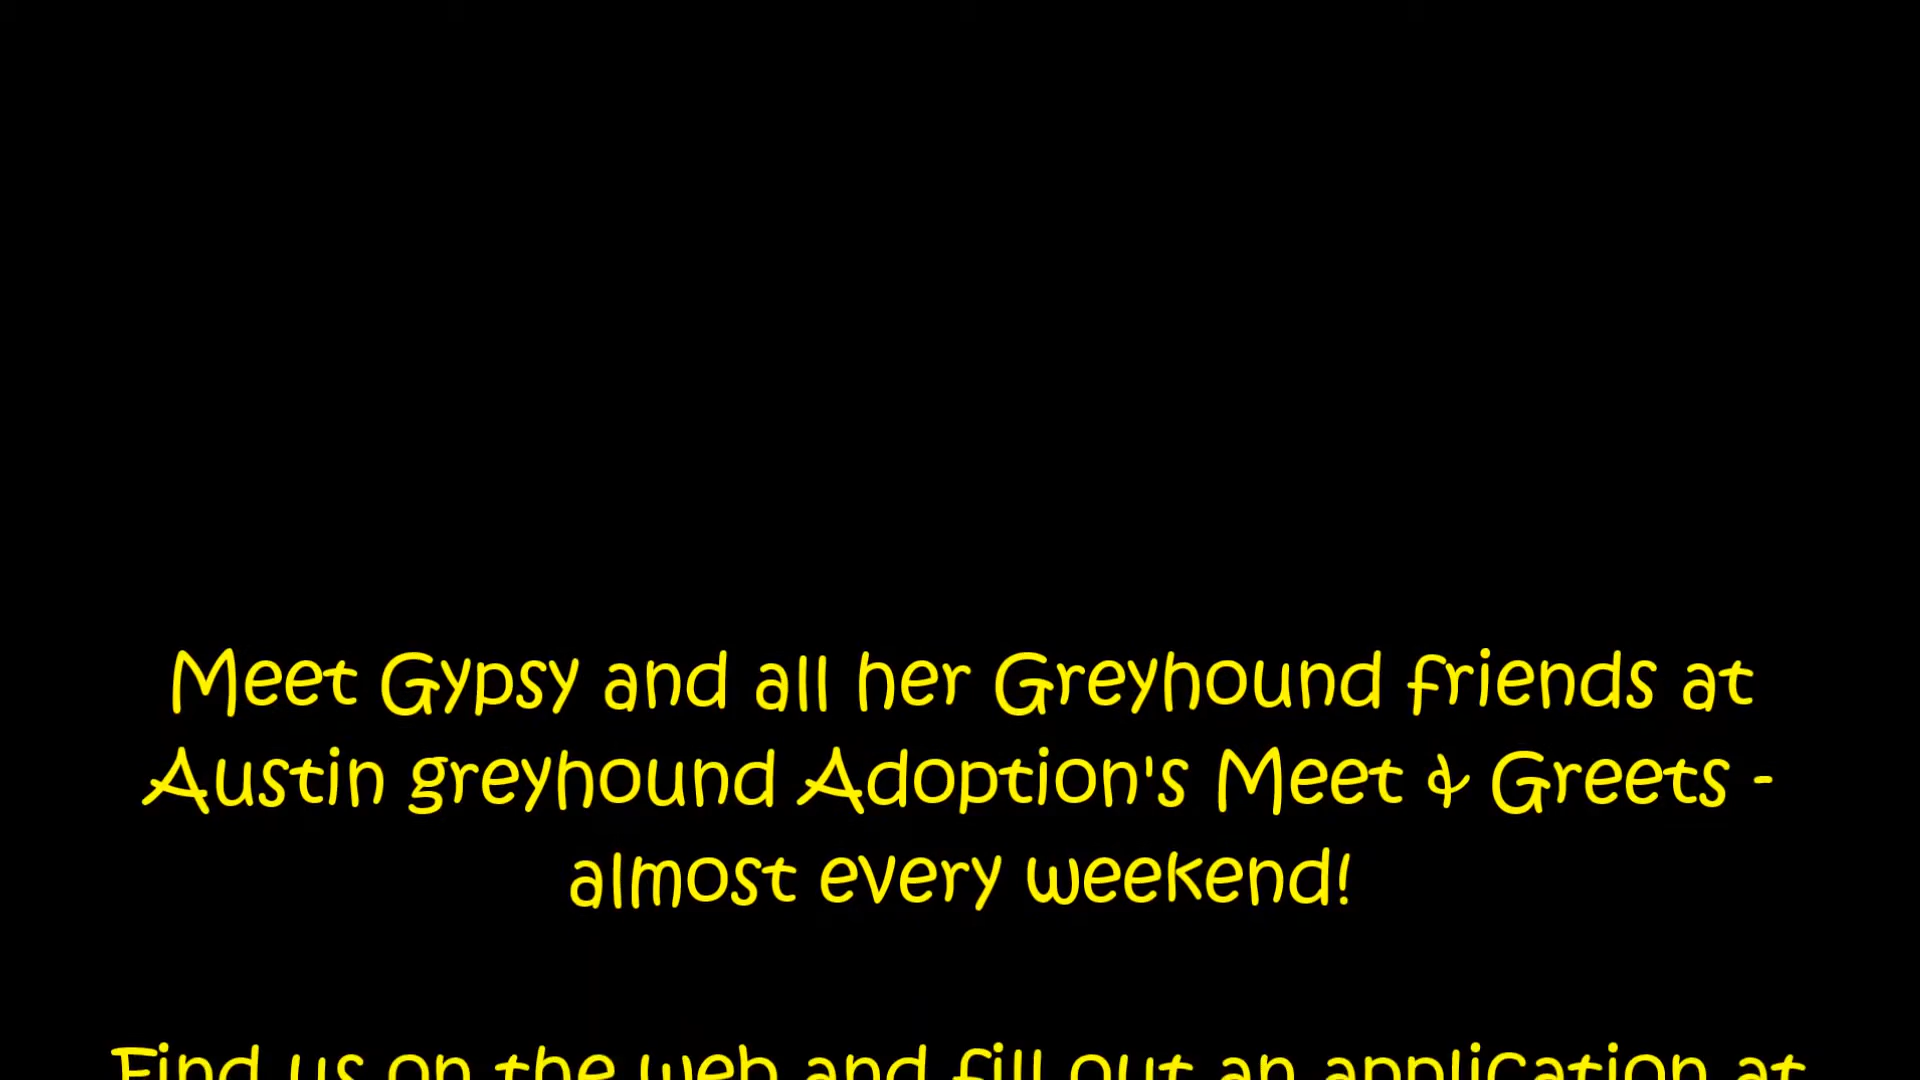 Meet Gypsy and all her Greyhound friends at
Austin greyhound Adoption's Meet & Greets -
almost every weekend!
Find us on the web and fill out an application at